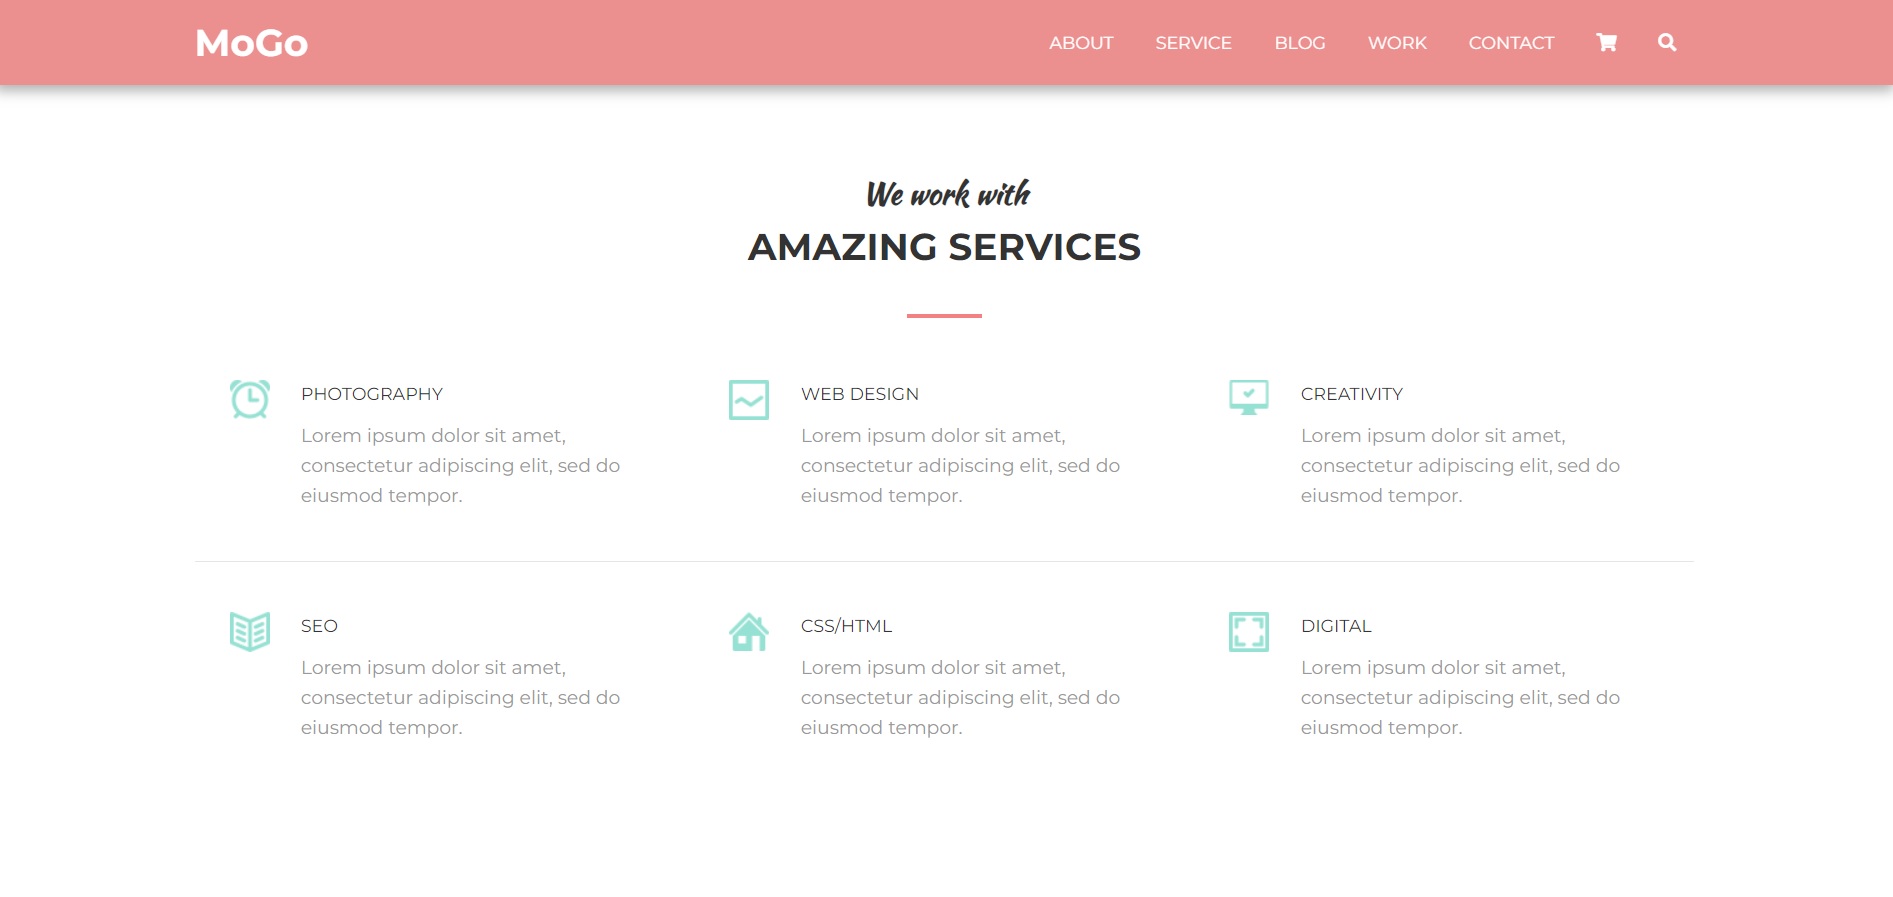 MoGo
ABOUT SERVICE BLOG WORK CONTACT
We work with
AMAZING SERVICES
PHOTOGRAPHY
Lorem ipsum dolor sit amet,
consectetur adipiscing elit, sed do
eiusmod tempor.
WEB DESIGN
Lorem ipsum dolor sit amet,
consectetur adipiscing elit, sed do
eiusmod tempor.
CREATIVITY
Lorem ipsum dolor sit amet,
consectetur adipiscing elit, sed do
eiusmod tempor.
SEO
Lorem ipsum dolor sit amet,
consectetur adipiscing elit, sed do
eiusmod tempor.
CSS/HTML
Lorem ipsum dolor sit amet,
consectetur adipiscing elit, sed do
eiusmod tempor.
DIGITAL
Lorem ipsum dolor sit amet,
consectetur adipiscing elit, sed do
eiusmod tempor.